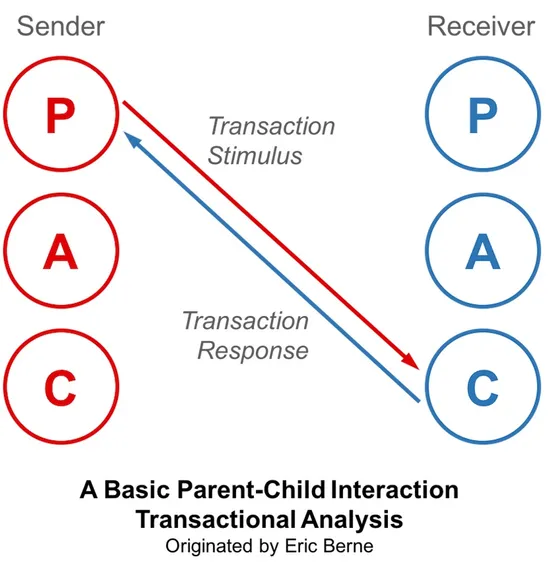 Sender
Receiver
P
P
Transaction
Stimulus
A
A
Transaction
Response
C
C
A Basic Parent-Child Interaction
Transactional Analysis
Originated by Eric Berne